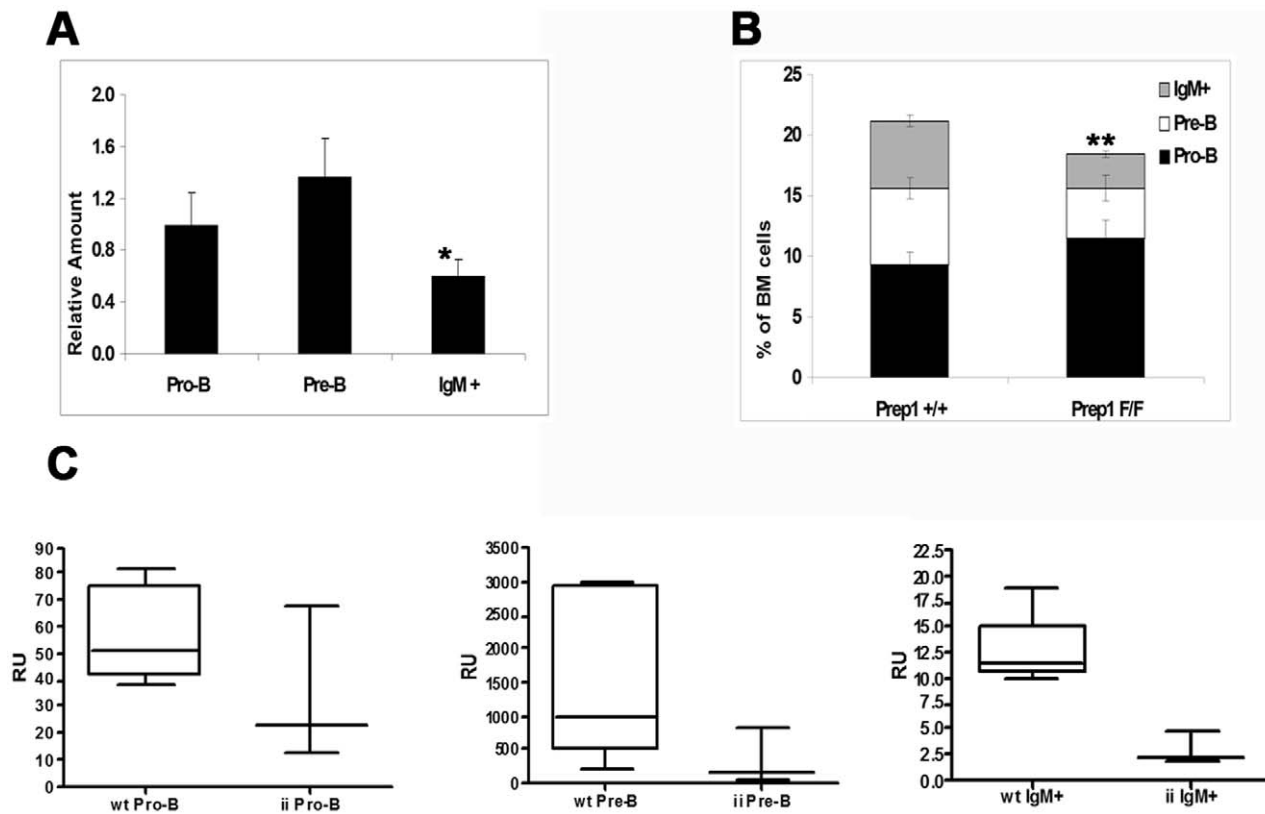 A
2.0
1.6
1.2
0.8
0.4
0.0
Relative Amount
*
Pro-B Pre-B IgM +
B
25
20
15
10
5
0
% of BM cells
**
IgM+
Pre-B
Pro-B
Prep1 +/+ Prep1 F/F
C
90
80
70
60
50
40
30
20
10
0
RU
wt Pro-B ii Pro-B
3500
3000
2500
2000
1500
1000
500
0
RU
wt Pre-B ii Pre-B
22.5
20.0
17.5
15.0
12.5
10.0
7.5
5.0
2.5
0.0
RU
wt IgM+ ii IgM+